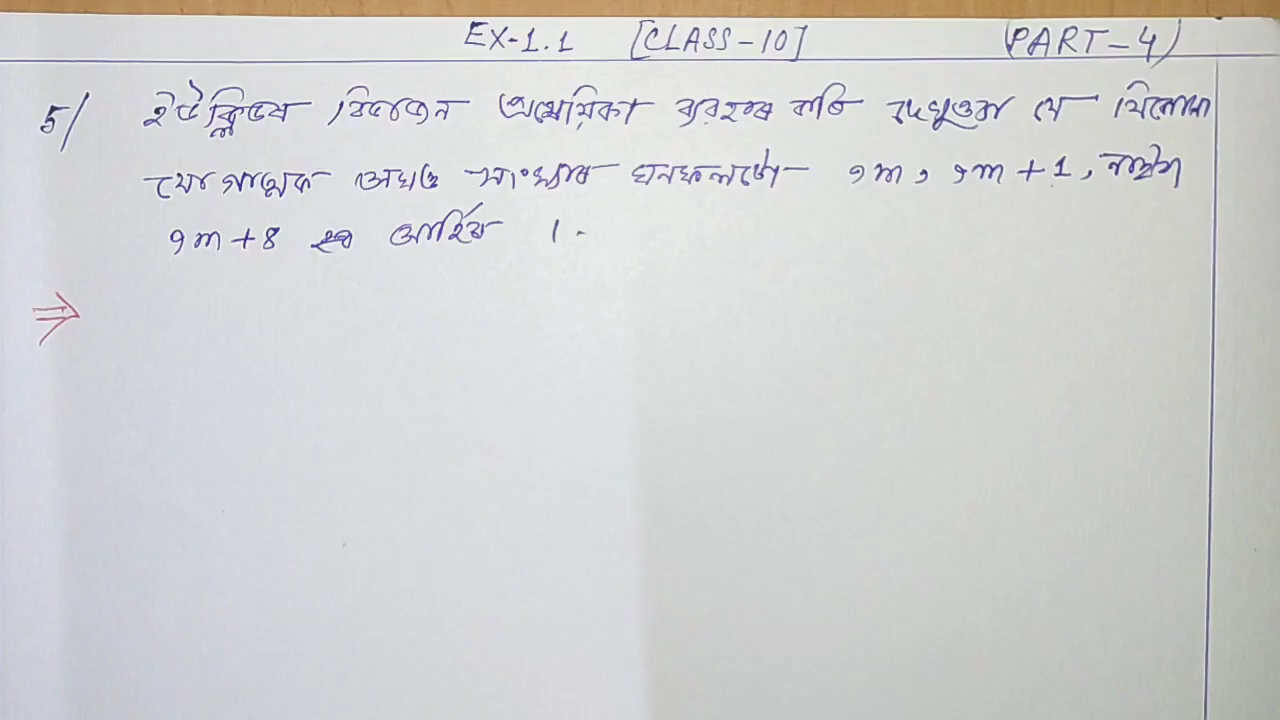 EX-1.1 [CLASS-10] (PART-4)
5/ ইউক্লিডৰ বিভাজন প্ৰমেয়িকা ব্যৱহাৰ কৰি দেখুওৱা যে যিকোনো
যোগাত্মক অখণ্ড সংখ্যাৰ ঘনফলটো 9m, 9m + 1, নাইবা
9m + 8 ৰ আৰ্হিৰ ।
⇒